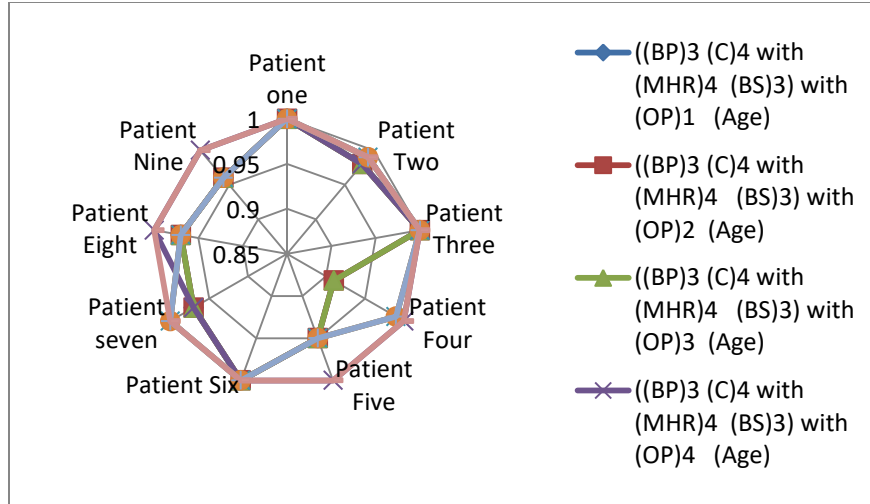 Patient
one
Patient
Two
Patient
Three
Patient
Four
Patient
Five
Patient Six
Patient
seven
Patient
Eight
Patient
Nine
1
0.95
0.9
0.85
((BP)3 (C)4 with
(MHR)4 (BS)3) with
(OP)1 (Age)
((BP)3 (C)4 with
(MHR)4 (BS)3) with
(OP)2 (Age)
((BP)3 (C)4 with
(MHR)4 (BS)3) with
(OP)3 (Age)
((BP)3 (C)4 with
(MHR)4 (BS)3) with
(OP)4 (Age)